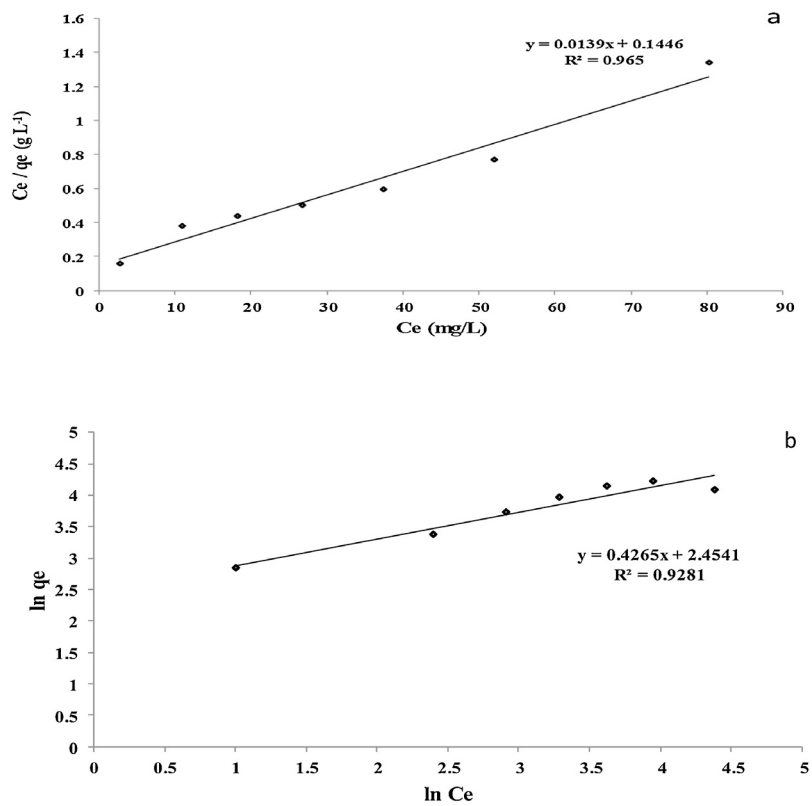 a
1.6
y = 0.0139x + 0.1446
R² = 0.965
1.4
1.2
1
0.8
0.6
0.4
0.2
0
Ce / qe (g L-1)
0 10 20 30 40 50 60 70 80 90
Ce (mg/L)
b
5
4.5
4
3.5
3
y = 0.4265x + 2.4541
R² = 0.9281
2.5
2
1.5
1
0.5
0
ln qe
0 0.5 1 1.5 2 2.5 3 3.5 4 4.5 5
ln Ce